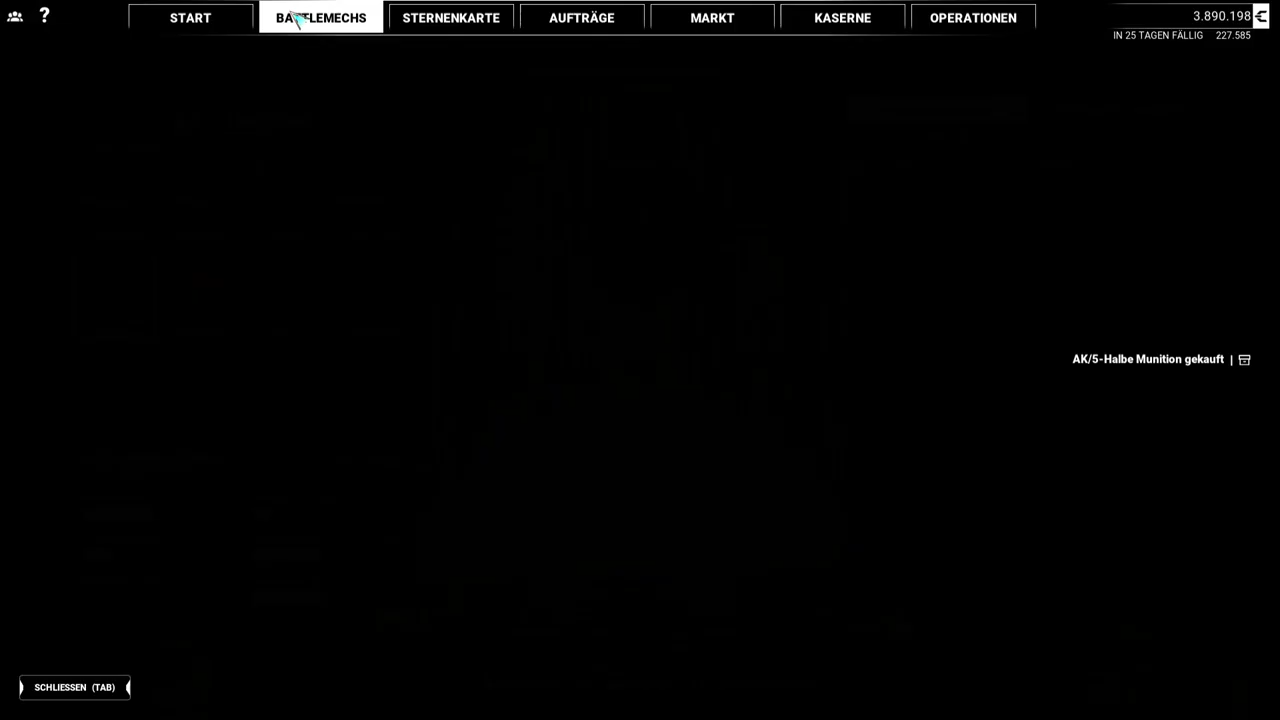 ?
START
BATTLEMECHS
STERNENKARTE
AUFTRÄGE
MARKT
KASERNE
OPERATIONEN
3.890.198
IN 25 TAGEN FÄLLIG 227.585
AK/5-Halbe Munition gekauft |
SCHLIESSEN (TAB)